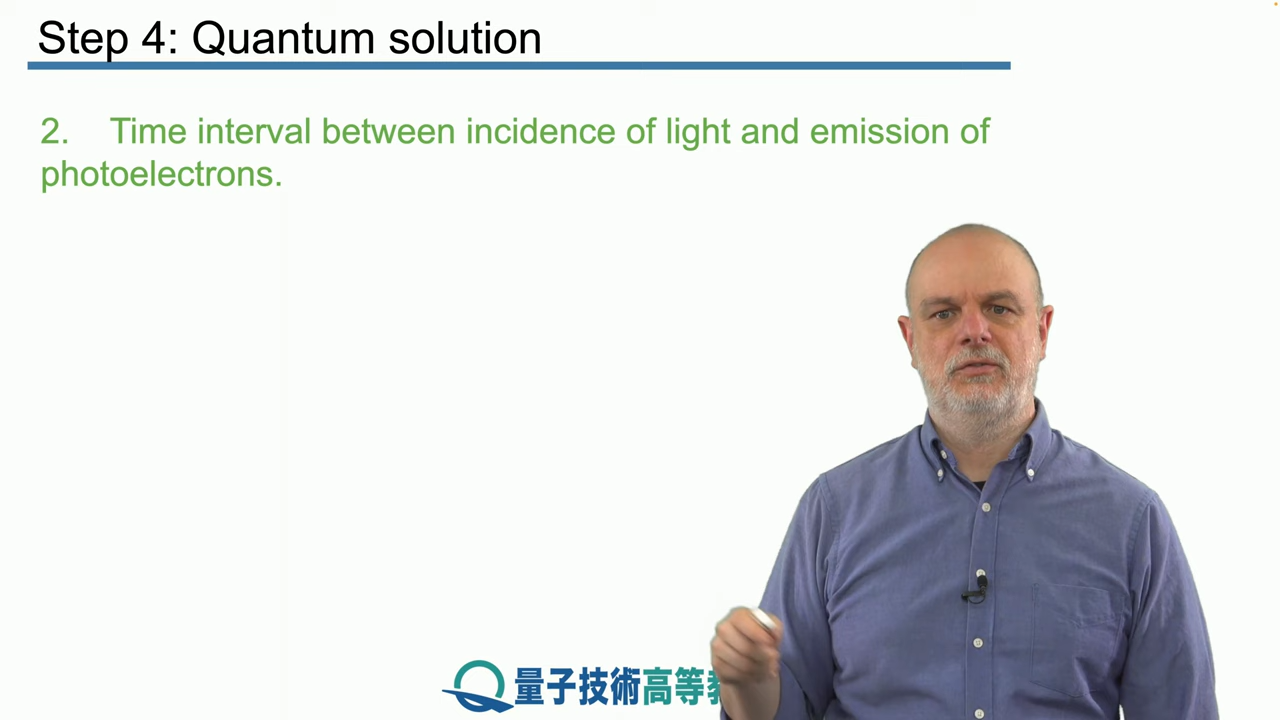 Step 4: Quantum solution
2. Time interval between incidence of light and emission of
photoelectrons.
量子技術高等